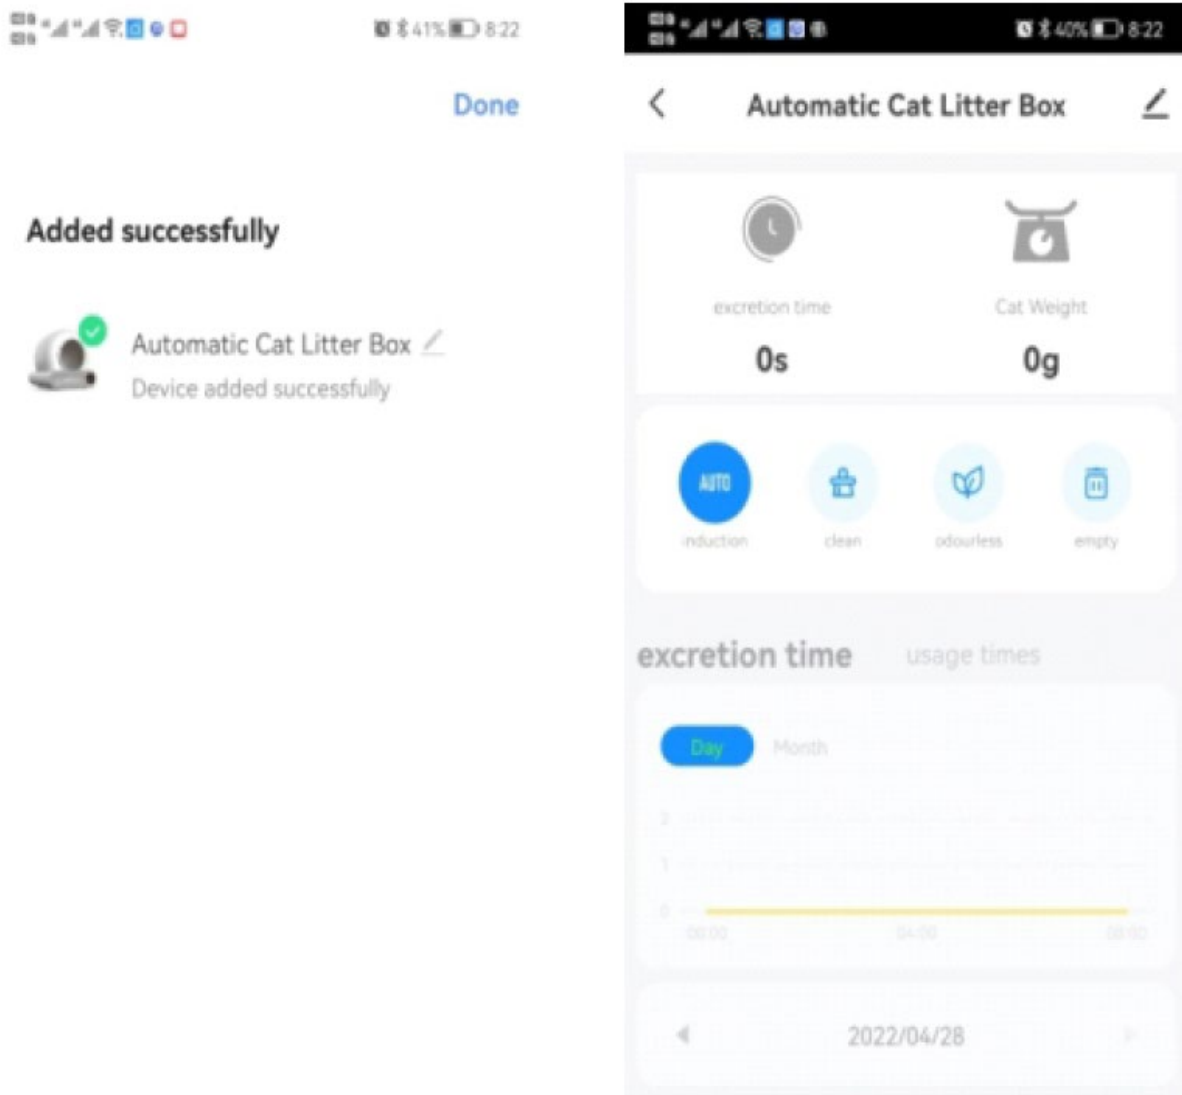 41% 8:22
Done
Added successfully
Automatic Cat Litter Box
Device added successfully
40% 8:22
Automatic Cat Litter Box
excretion time Cat Weight
0s 0g
AUTO
induction clean odourless empty
excretion time usage times
Day Month
2
1
0
00:00 04:00
2022/04/28